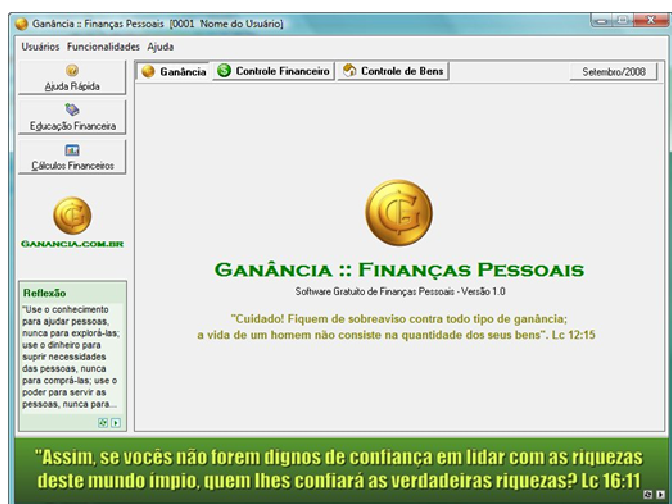 Ganância :: Finanças Pessoais [0001 Nome do Usuário]
Usuários Funcionalidades Ajuda
Ajuda Rápida
Ganância Controle Financeiro Controle de Bens Setembro/2008
Educação Financeira
Cálculos Financeiros
GANANCIA.COM.BR
GANÂNCIA :: FINANÇAS PESSOAIS
Software Gratuito de Finanças Pessoais - Versão 1.0
"Cuidado! Fiquem de sobreaviso contra todo tipo de ganância;
a vida de um homem não consiste na quantidade dos seus bens". Lc 12:15
Reflexão
"Use o conhecimento
para ajudar pessoas,
nunca para explorá-las;
use o dinheiro para
suprir necessidades
das pessoas, nunca
para comprá-las; use o
poder para servir as
pessoas, nunca para...
"Assim, se vocês não forem dignos de confiança em lidar com as riquezas
deste mundo ímpio, quem lhes confiará as verdadeiras riquezas? Lc 16:11